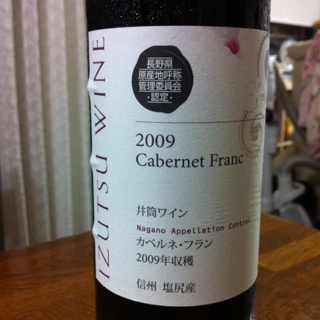 IZUTSU WINE
長野県
原産地呼称
管理委員会
・認定・
2009
Cabernet Franc
井筒ワイン
Nagano Appellation Control
カベルネ・フラン
2009年収穫
信州 塩尻産